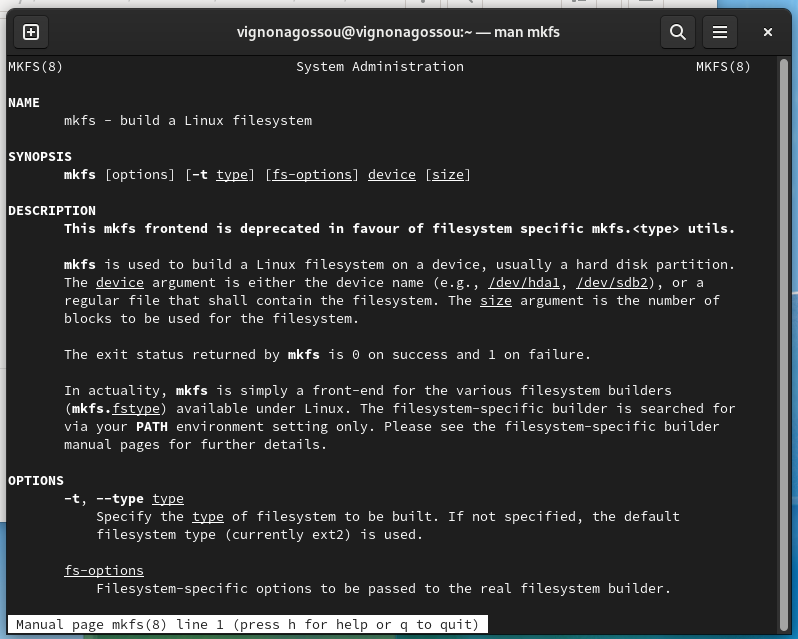 vignonagossou@vignonagossou:~ — man mkfs
MKFS(8) System Administration MKFS(8)
NAME
mkfs - build a Linux filesystem
SYNOPSIS
mkfs [options] [-t type] [fs-options] device [size]
DESCRIPTION
This mkfs frontend is deprecated in favour of filesystem specific mkfs.<type> utils.
mkfs is used to build a Linux filesystem on a device, usually a hard disk partition.
The device argument is either the device name (e.g., /dev/hda1, /dev/sdb2), or a
regular file that shall contain the filesystem. The size argument is the number of
blocks to be used for the filesystem.
The exit status returned by mkfs is 0 on success and 1 on failure.
In actuality, mkfs is simply a front-end for the various filesystem builders
(mkfs.fstype) available under Linux. The filesystem-specific builder is searched for
via your PATH environment setting only. Please see the filesystem-specific builder
manual pages for further details.
OPTIONS
-t, --type type
Specify the type of filesystem to be built. If not specified, the default
filesystem type (currently ext2) is used.
fs-options
Filesystem-specific options to be passed to the real filesystem builder.
Manual page mkfs(8) line 1 (press h for help or q to quit)